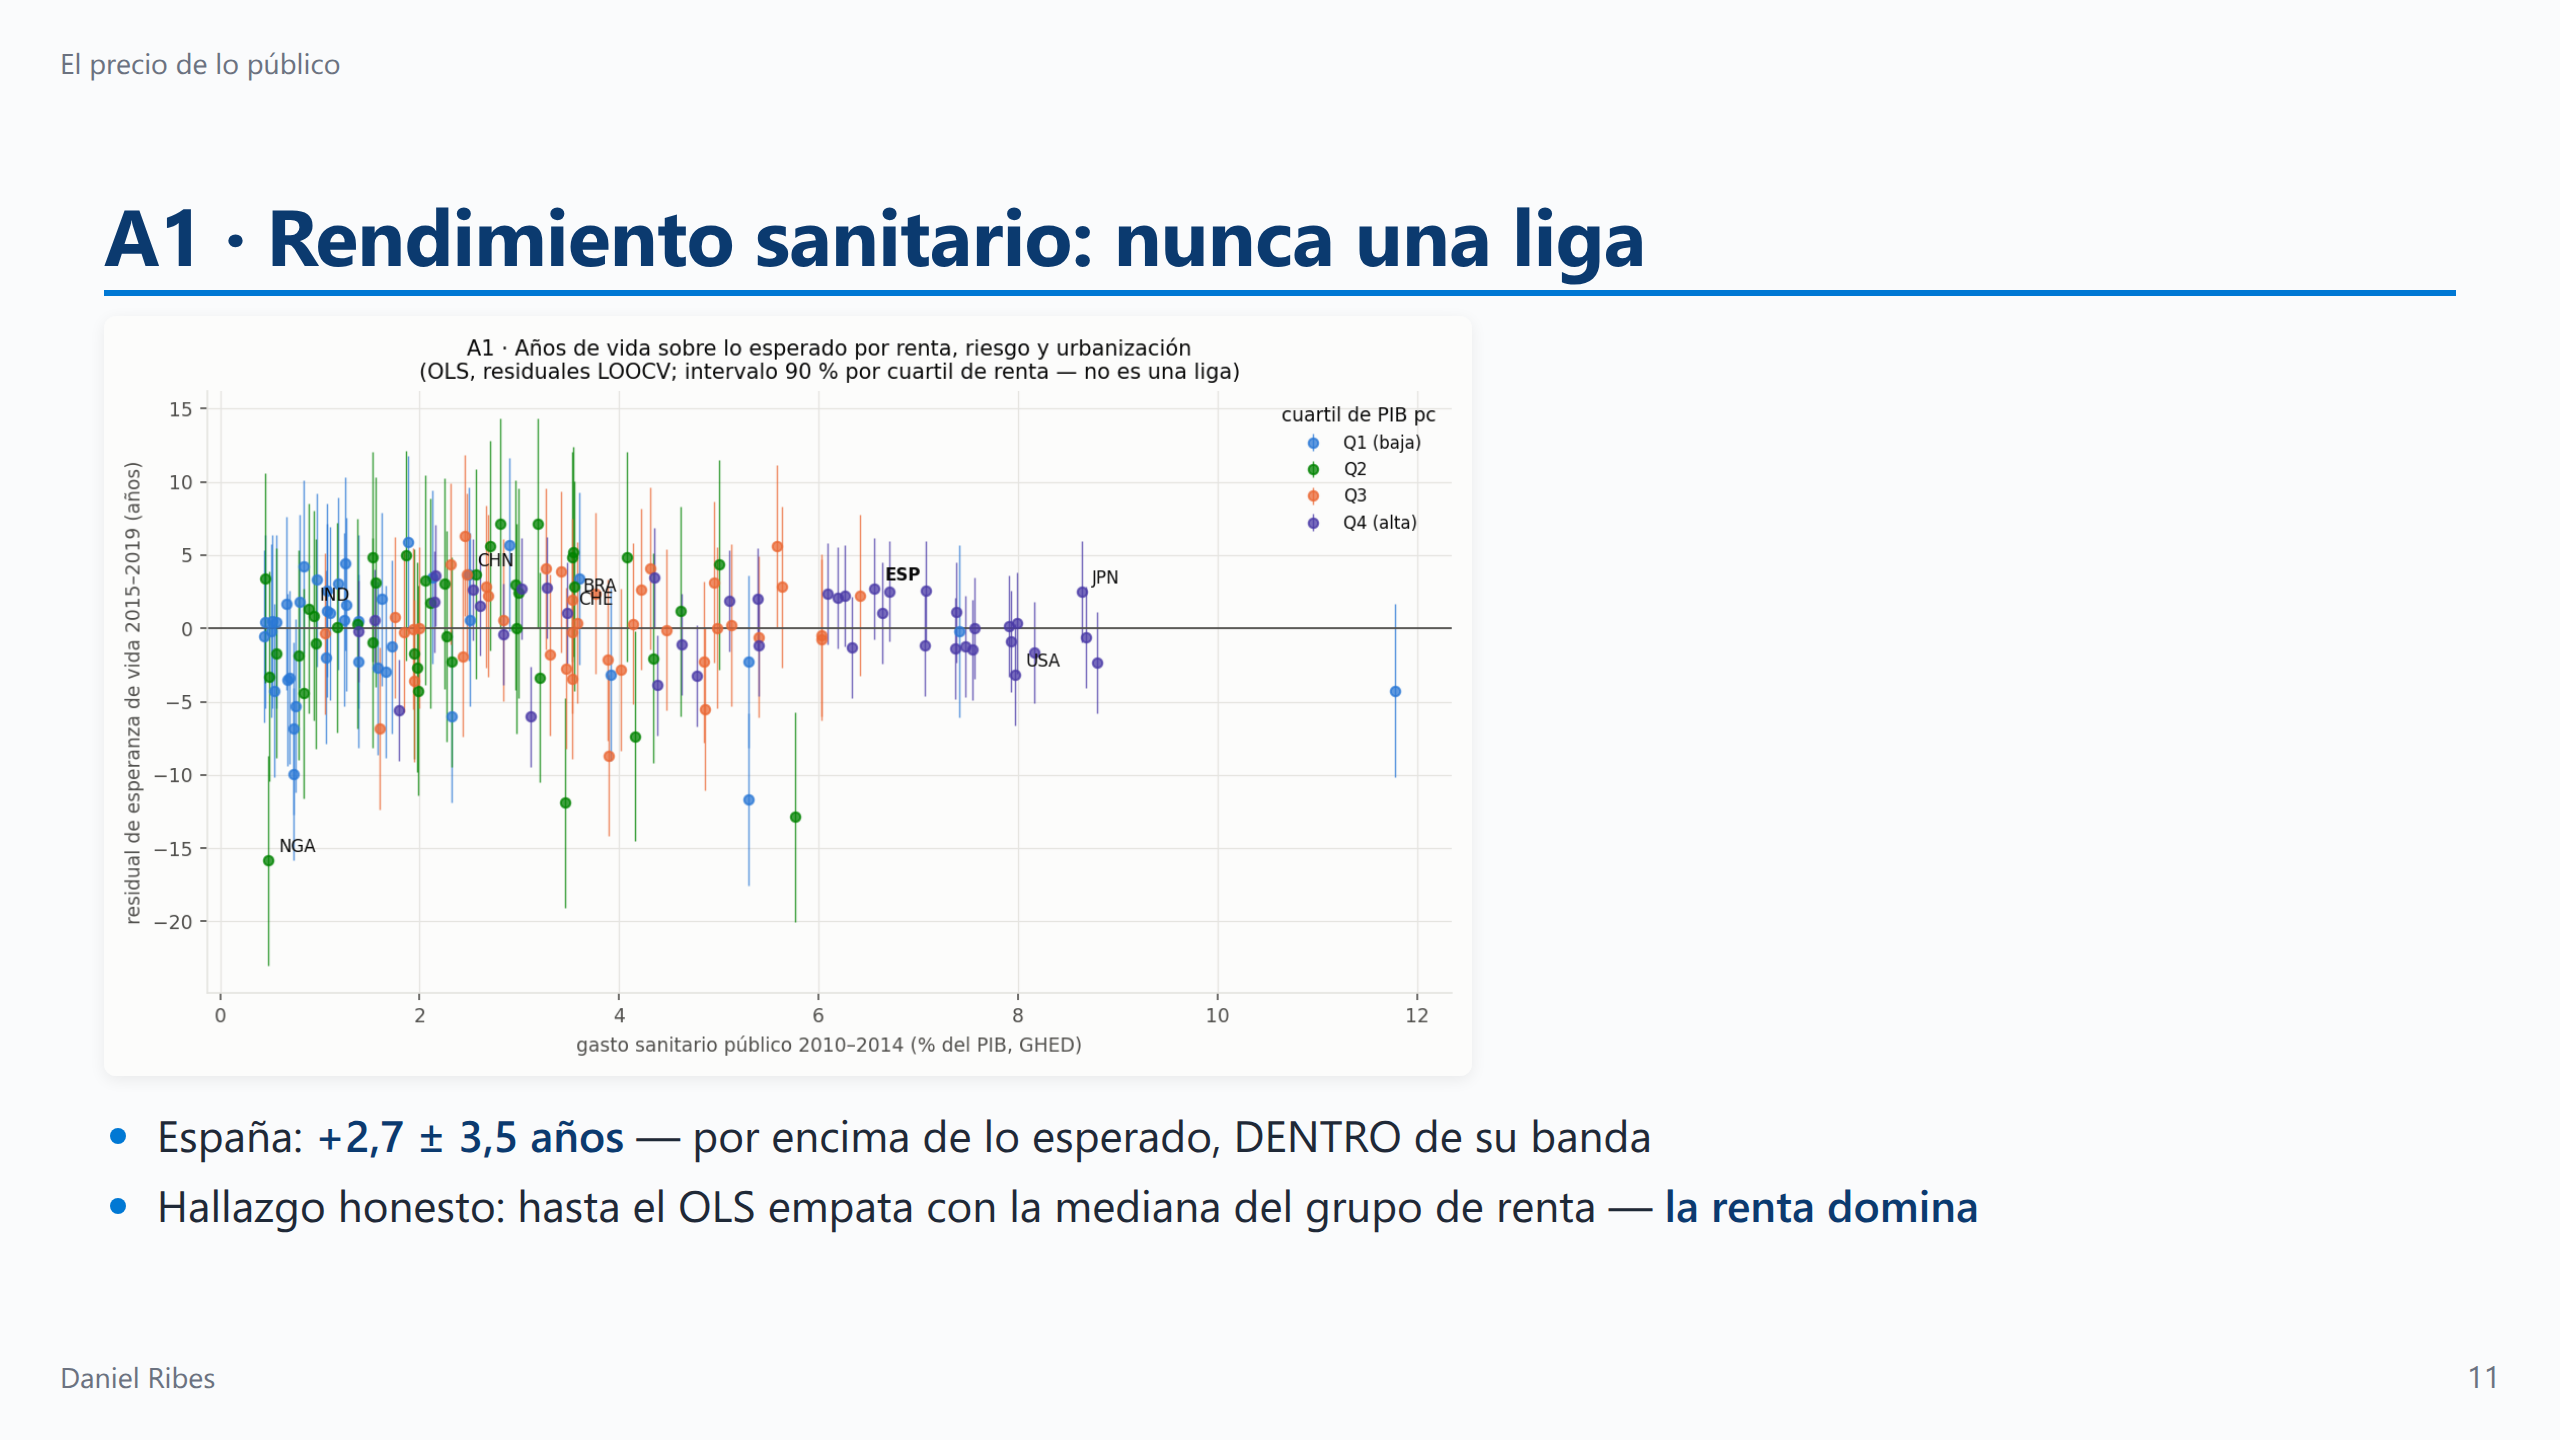 El precio de lo público
A1 · Rendimiento sanitario: nunca una liga
A1 · Años de vida sobre lo esperado por renta, riesgo y urbanización
(OLS, residuales LOOCV; intervalo 90 % por cuartil de renta — no es una liga)
residual de esperanza de vida 2015–2019 (años)
15
10
5
0
−5
−10
−15
−20
cuartil de PIB pc
Q1 (baja)
Q2
Q3
Q4 (alta)
CHN
IND
BRA
CHE
ESP
JPN
USA
NGA
0 2 4 6 8 10 12
gasto sanitario público 2010–2014 (% del PIB, GHED)
España: +2,7 ± 3,5 años — por encima de lo esperado, DENTRO de su banda
Hallazgo honesto: hasta el OLS empata con la mediana del grupo de renta — la renta domina
Daniel Ribes
11